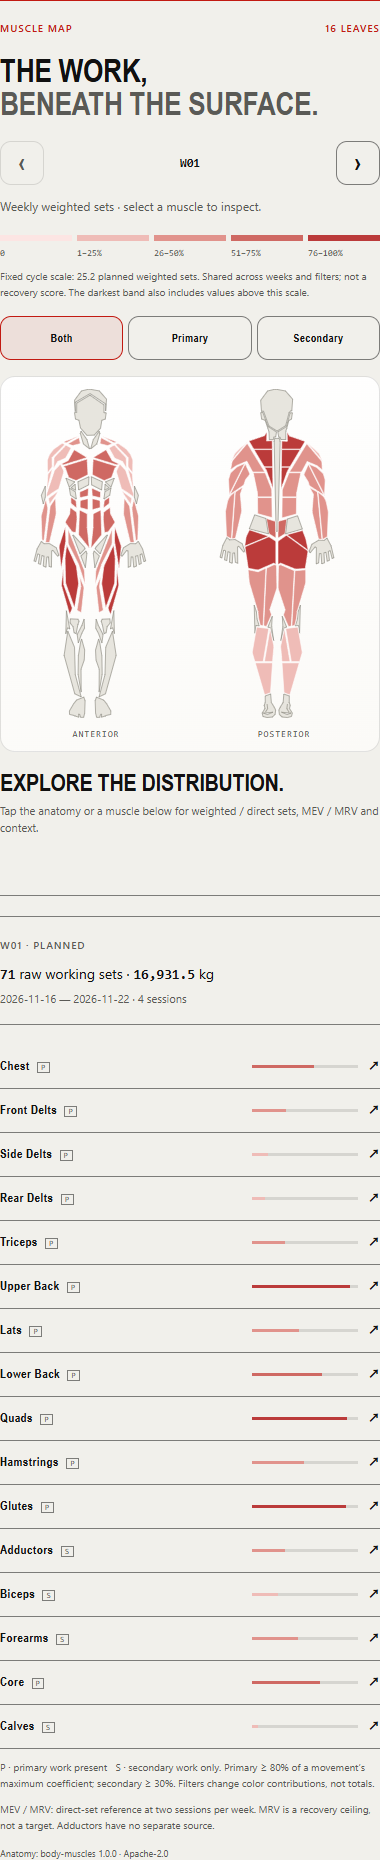 MUSCLE MAP 16 LEAVES
THE WORK,
BENEATH THE SURFACE.
‹ W01 ›
Weekly weighted sets · select a muscle to inspect.
0 1–25% 26–50% 51–75% 76–100%
Fixed cycle scale: 25.2 planned weighted sets. Shared across weeks and filters; not a
recovery score. The darkest band also includes values above this scale.
Both Primary Secondary
ANTERIOR POSTERIOR
EXPLORE THE DISTRIBUTION.
Tap the anatomy or a muscle below for weighted / direct sets, MEV / MRV and
context.
W01 · PLANNED
71 raw working sets · 16,931.5 kg
2026-11-16 — 2026-11-22 · 4 sessions
Chest P ↗
Front Delts P ↗
Side Delts P ↗
Rear Delts P ↗
Triceps P ↗
Upper Back P ↗
Lats P ↗
Lower Back P ↗
Quads P ↗
Hamstrings P ↗
Glutes P ↗
Adductors S ↗
Biceps S ↗
Forearms S ↗
Core P ↗
Calves S ↗
P · primary work present S · secondary work only. Primary ≥ 80% of a movement's
maximum coefficient; secondary ≥ 30%. Filters change color contributions, not totals.
MEV / MRV: direct-set reference at two sessions per week. MRV is a recovery ceiling,
not a target. Adductors have no separate source.
Anatomy: body-muscles 1.0.0 · Apache-2.0